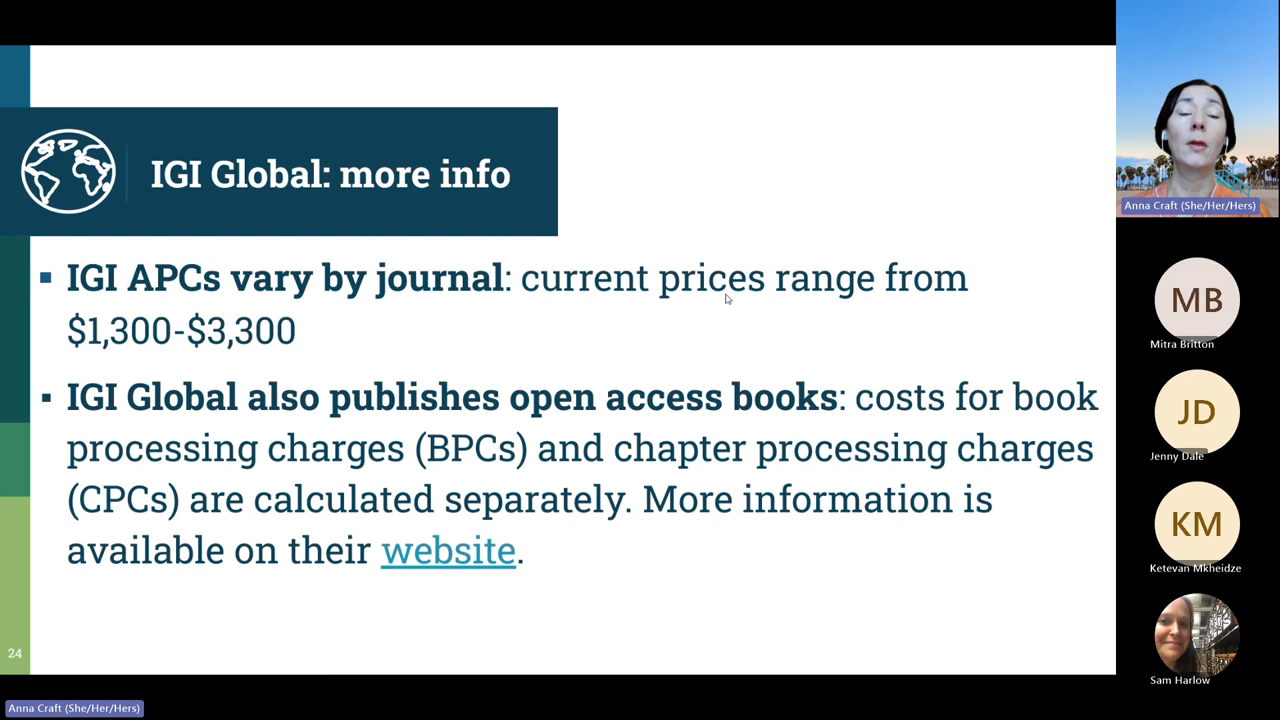 IGI Global: more info
▪ IGI APCs vary by journal: current prices range from
$1,300-$3,300
▪ IGI Global also publishes open access books: costs for book
processing charges (BPCs) and chapter processing charges
(CPCs) are calculated separately. More information is
available on their website.
24
Anna Craft (She/Her/Hers)
MB
Mitra Britton
JD
Jenny Dale
KM
Ketevan Mkheidze
Sam Harlow
Anna Craft (She/Her/Hers)